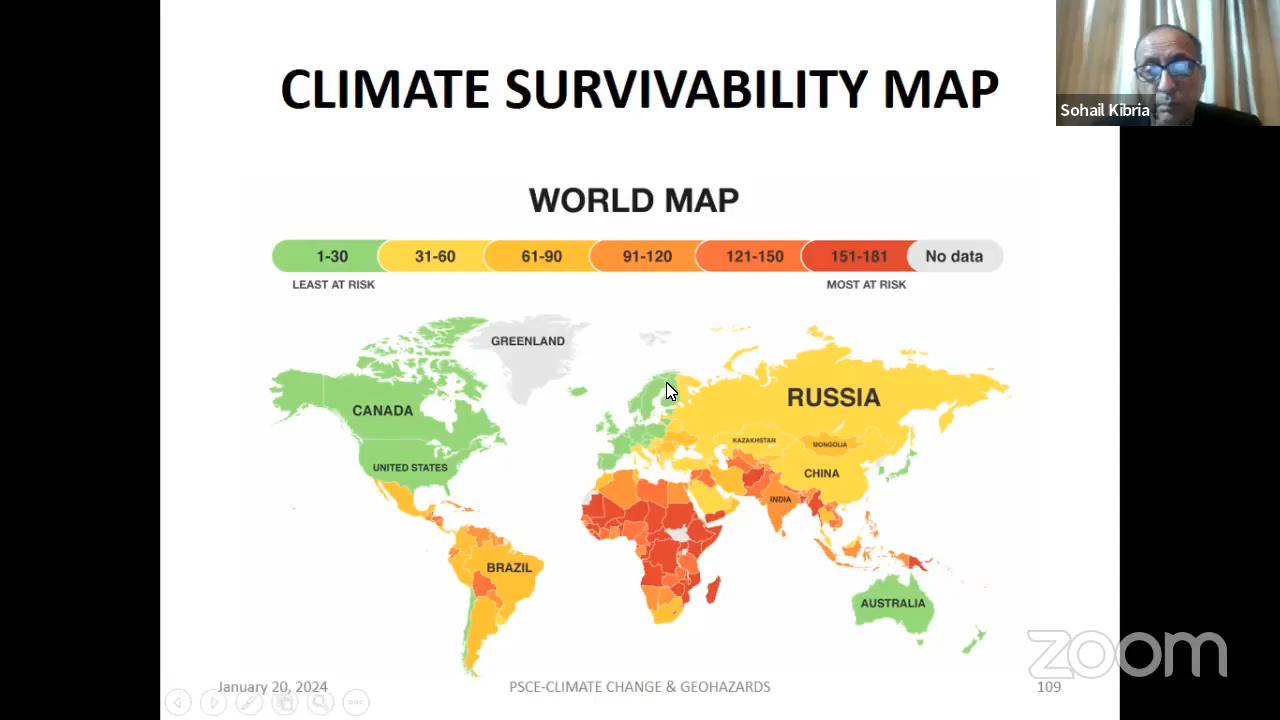 CLIMATE SURVIVABILITY MAP
Sohail Kibria
WORLD MAP
1-30 31-60 61-90 91-120 121-150 151-181 No data
LEAST AT RISK MOST AT RISK
GREENLAND
RUSSIA
CANADA
KAZAKHSTAN
MONGOLIA
UNITED STATES
CHINA
INDIA
BRAZIL
AUSTRALIA
zoom
January 20, 2024 PSCE-CLIMATE CHANGE & GEOHAZARDS 109